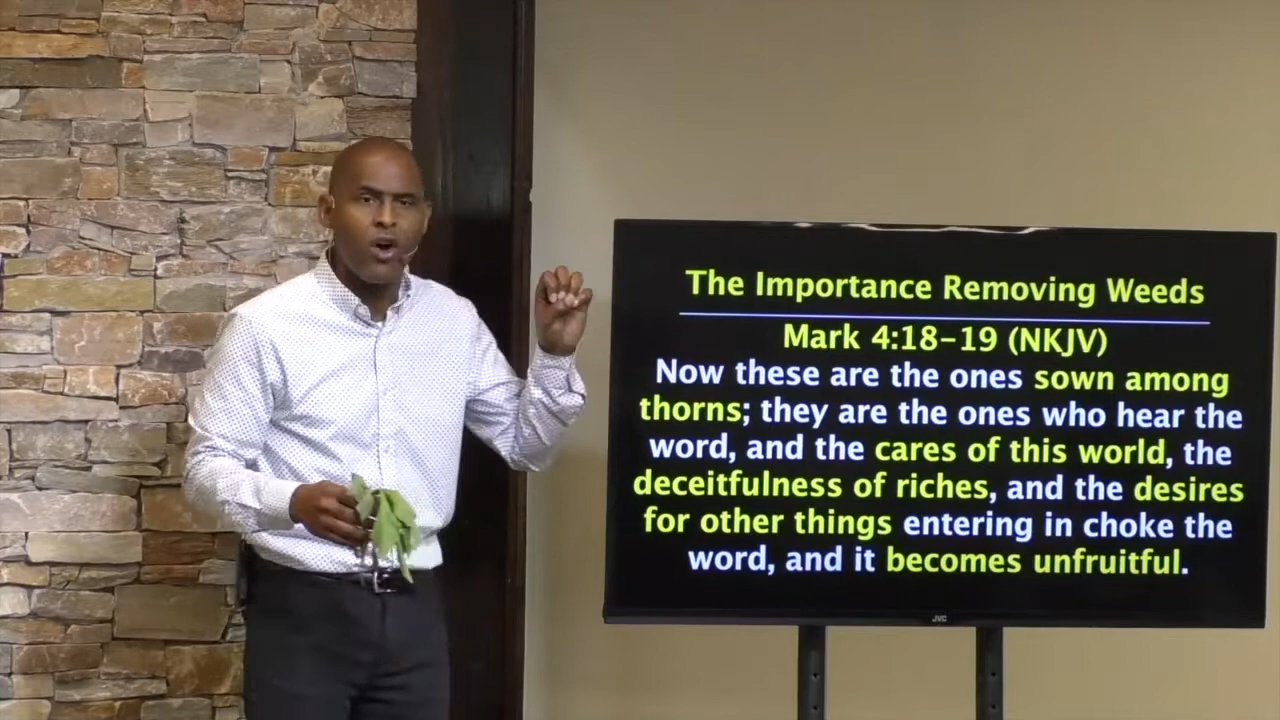 The Importance Removing Weeds
Mark 4:18-19 (NKJV)
Now these are the ones sown among
thorns; they are the ones who hear the
word, and the cares of this world, the
deceitfulness of riches, and the desires
for other things entering in choke the
word, and it becomes unfruitful.
JVC